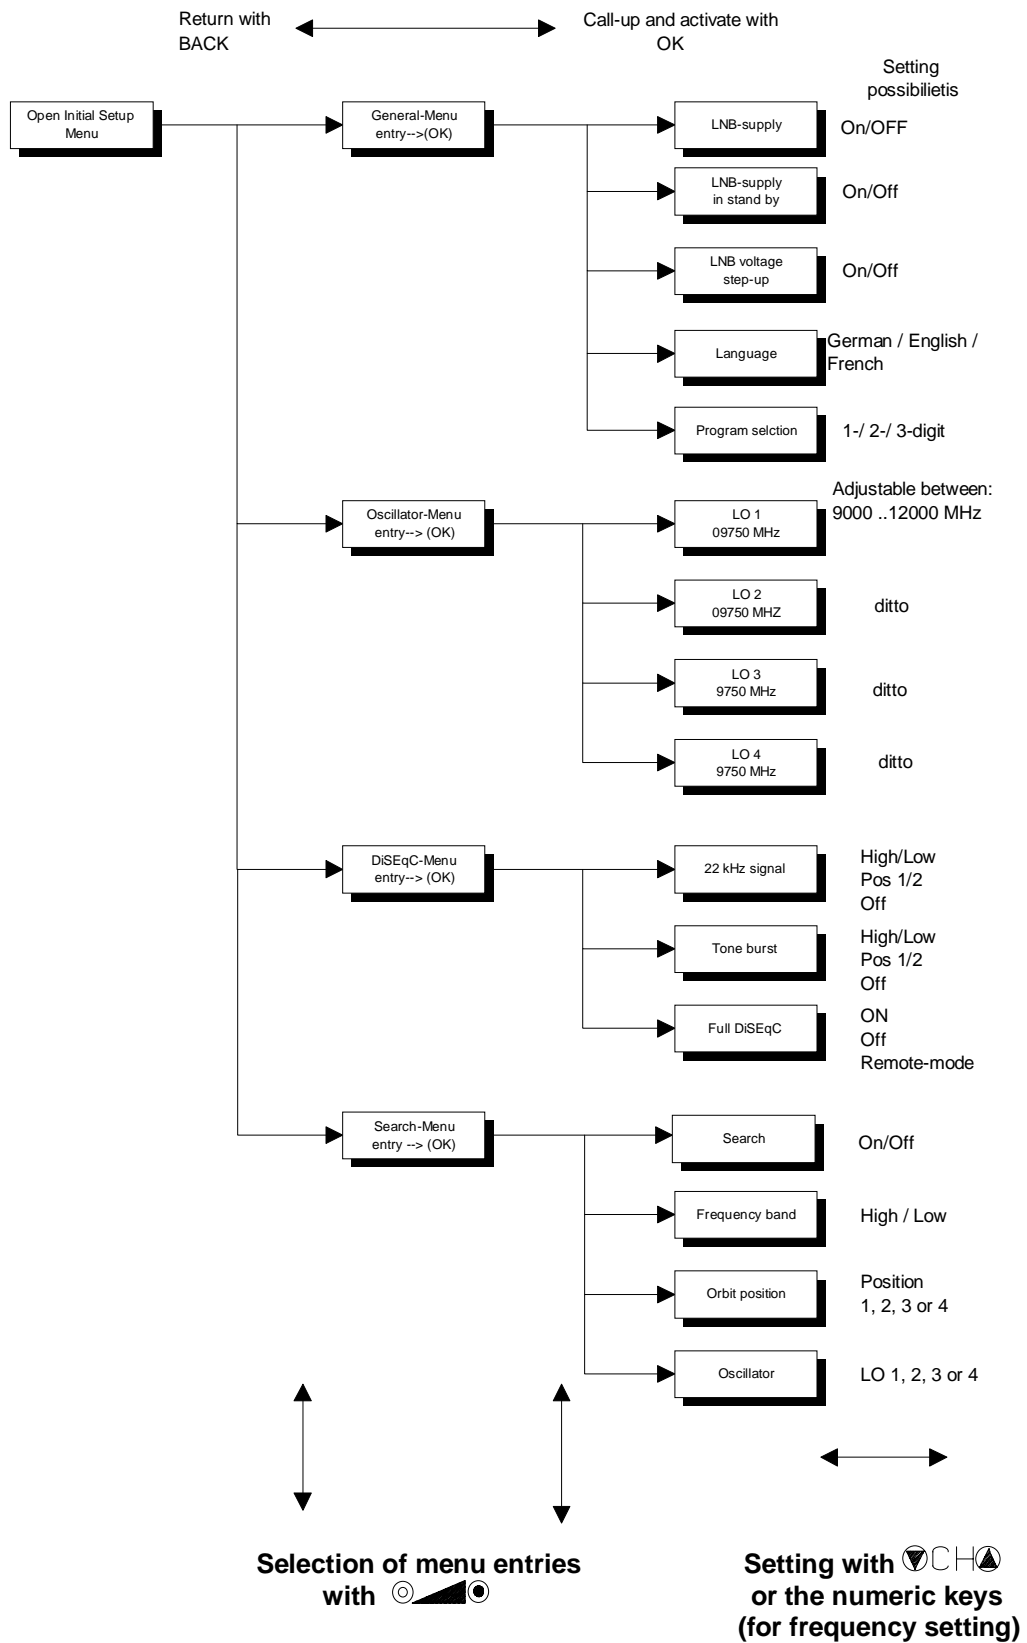 Return with
BACK
Call-up and activate with
OK
Setting
possibilietis
Open Initial Setup
Menu
General-Menu
entry-->(OK)
LNB-supply
On/OFF
LNB-supply
in stand by
On/Off
LNB voltage
step-up
On/Off
Language
German / English /
French
Program selction
1-/ 2-/ 3-digit
Oscillator-Menu
entry--> (OK)
LO 1
09750 MHz
Adjustable between:
9000 ..12000 MHz
LO 2
09750 MHZ
ditto
LO 3
9750 MHz
ditto
LO 4
9750 MHz
ditto
DiSEqC-Menu
entry--> (OK)
22 kHz signal
High/Low
Pos 1/2
Off
Tone burst
High/Low
Pos 1/2
Off
Full DiSEqC
ON
Off
Remote-mode
Search-Menu
entry --> (OK)
Search
On/Off
Frequency band
High / Low
Orbit position
Position
1, 2, 3 or 4
Oscillator
LO 1, 2, 3 or 4
Selection of menu entries
with
Setting with CH
or the numeric keys
(for frequency setting)